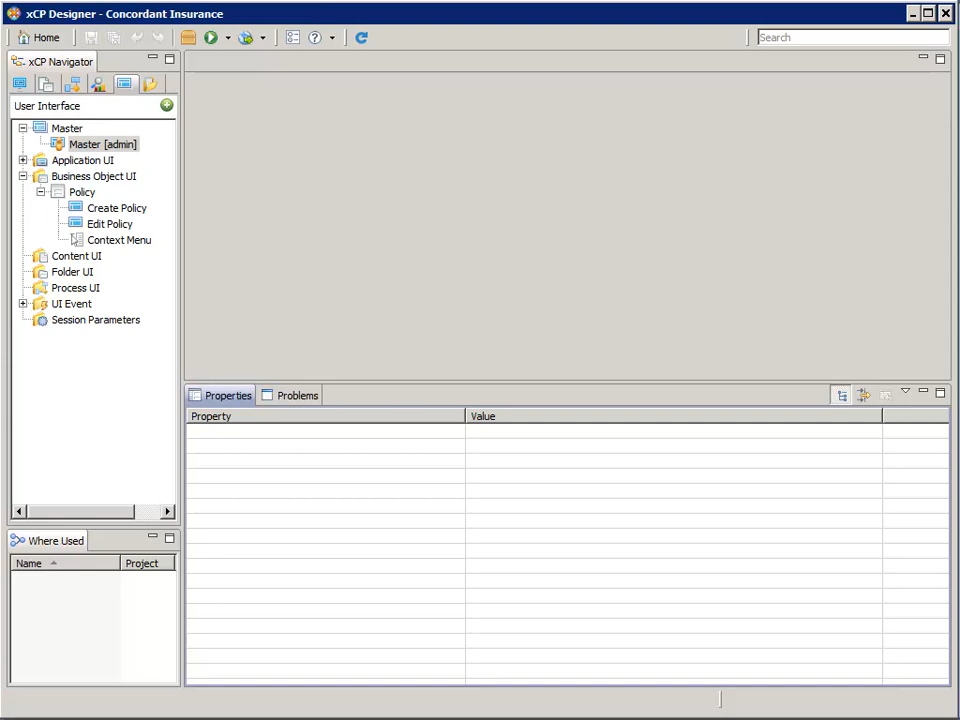 xCP Designer - Concordant Insurance
Home
Search
xCP Navigator
User Interface
Master
Master [admin]
Application UI
Business Object UI
Policy
Create Policy
Edit Policy
Context Menu
Content UI
Folder UI
Process UI
UI Event
Session Parameters
Properties Problems
Property Value
Where Used
Name Project